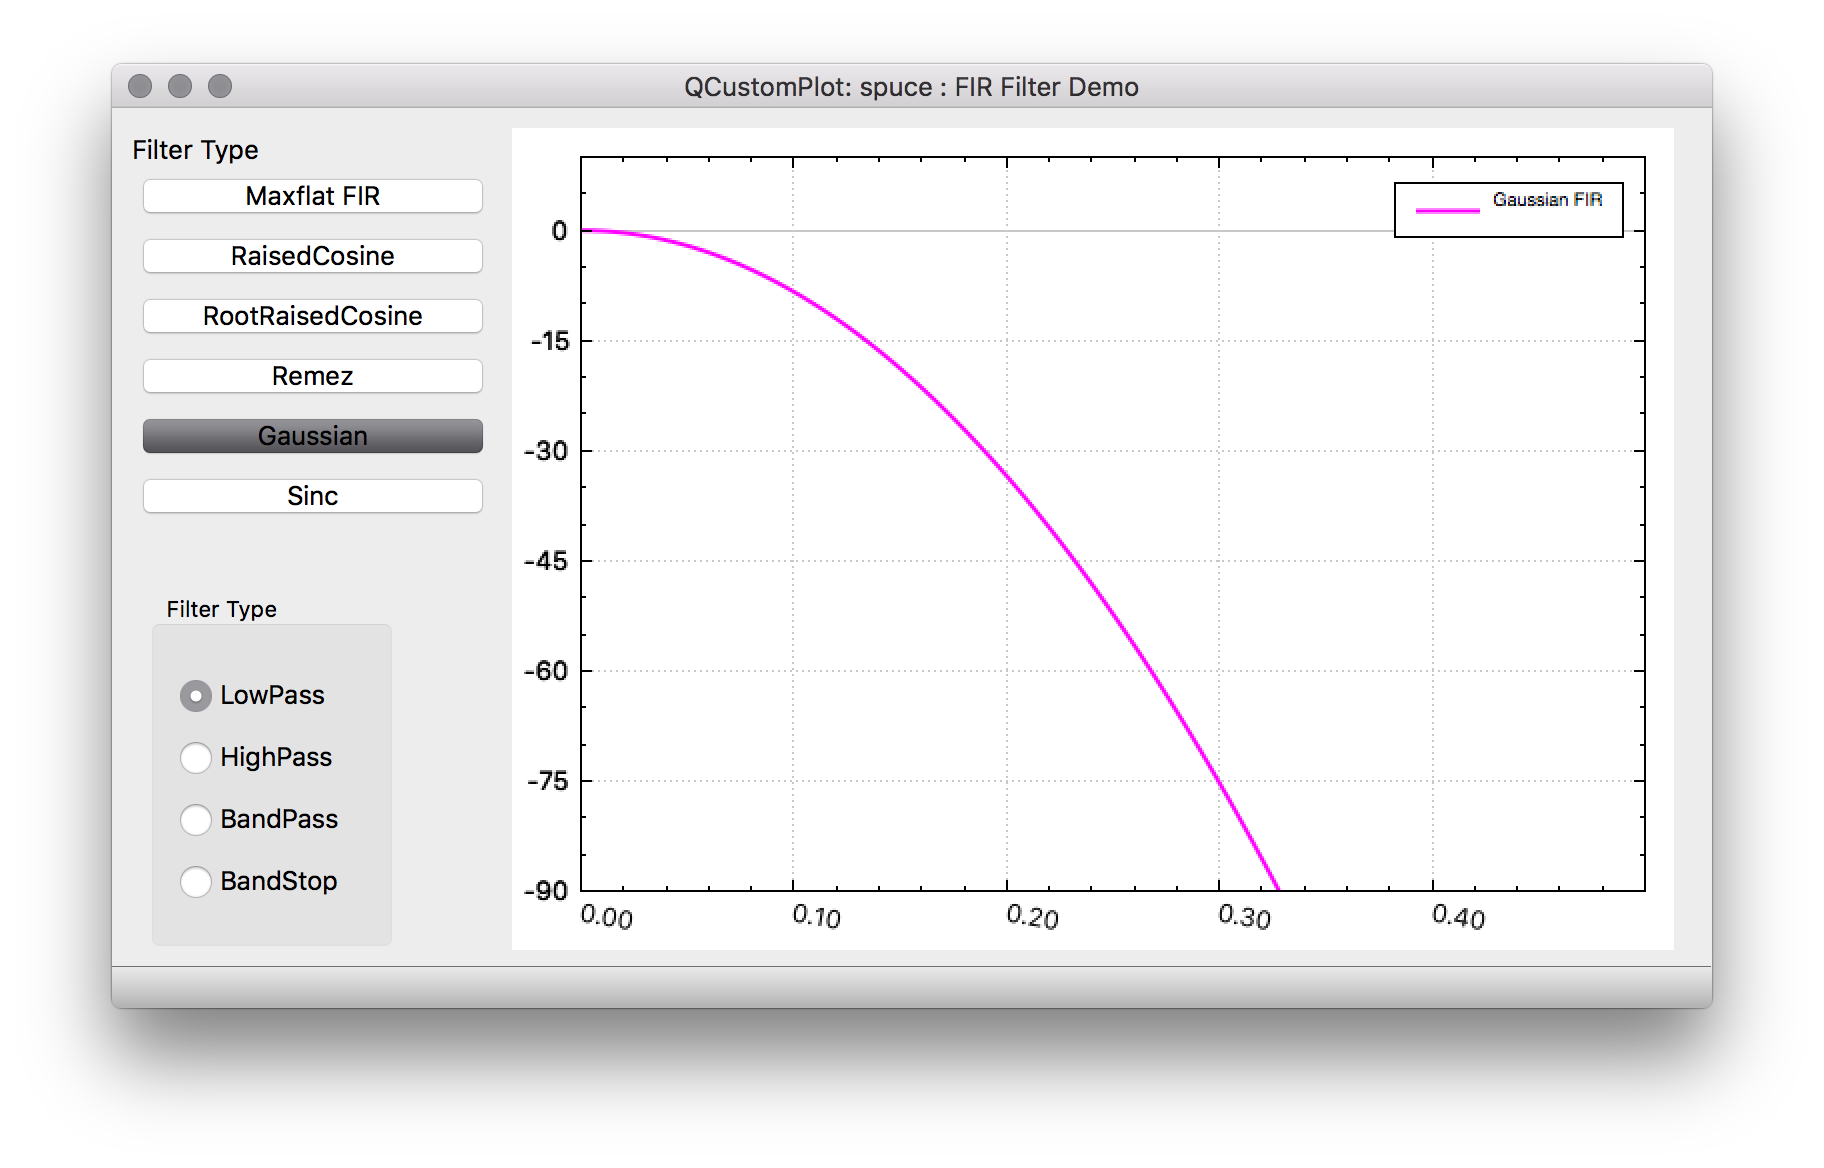 QCustomPlot: spuce : FIR Filter Demo
Filter Type
Maxflat FIR
RaisedCosine
RootRaisedCosine
Remez
Gaussian
Sinc
Filter Type
LowPass
HighPass
BandPass
BandStop
Gaussian FIR
0
-15
-30
-45
-60
-75
-90
0.00 0.10 0.20 0.30 0.40